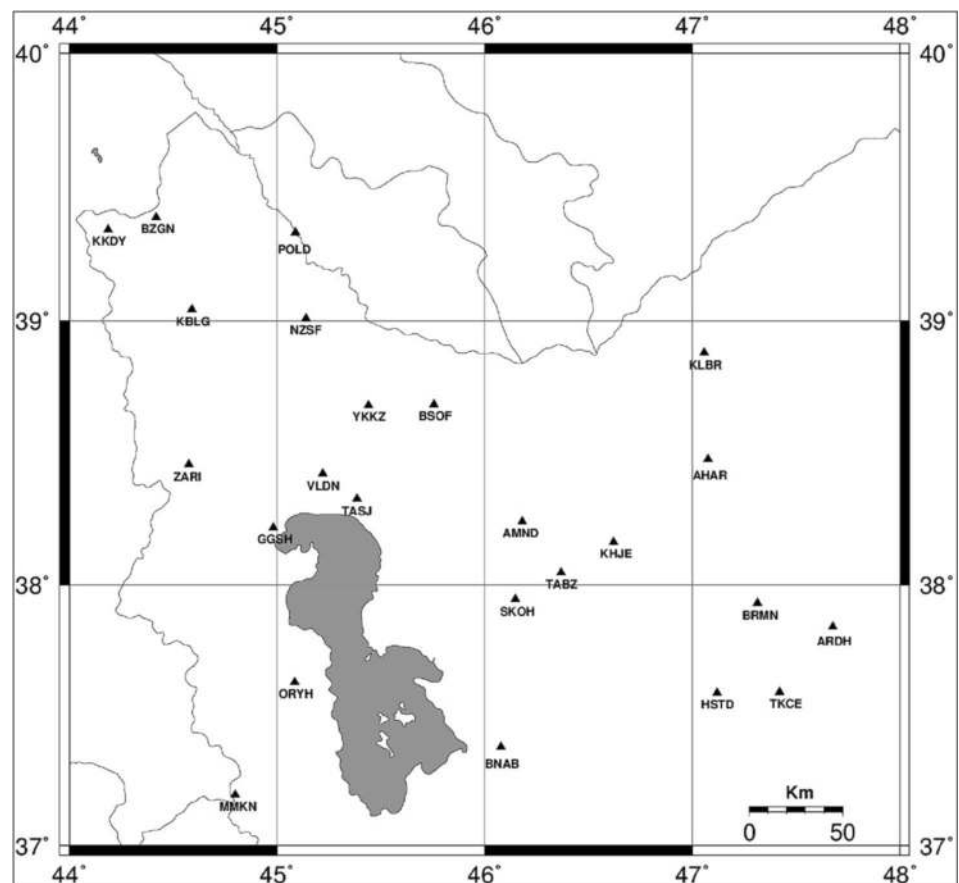 44° 45° 46° 47° 48°
40° 40°
BZGN
KKDY
POLD
39° 39°
KBLG
NZSF
KLBR
YKKZ BSOF
ZARI AHAR
VLDN
TASJ
GGSH AMND
KHJE
TABZ
38° 38°
SKOH
BRMN
ARDH
ORYH
HSTD TKCE
BNAB
Km
MMKN
0 50
37° 37°
44° 45° 46° 47° 48°